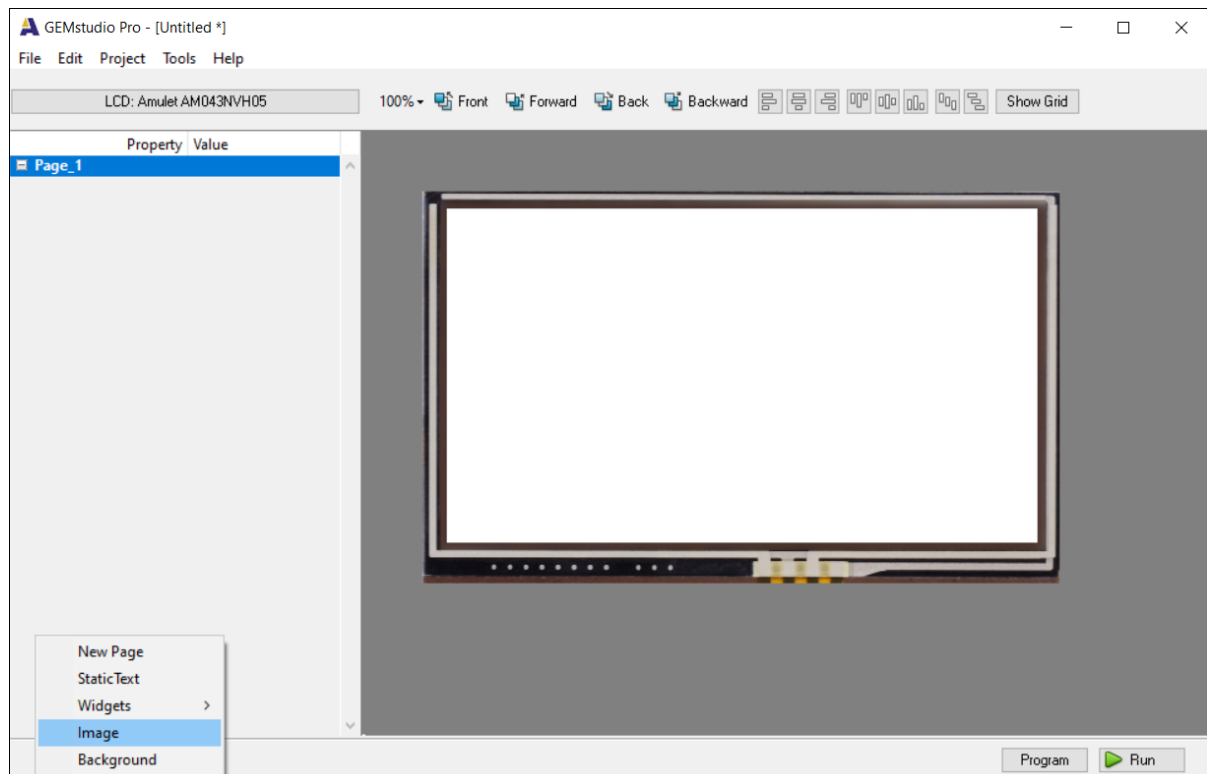 GEMstudio Pro - [Untitled *]
File Edit Project Tools Help
LCD: Amulet AM043NVH05 100% Front Forward Back Backward Show Grid
Property Value
Page_1
New Page
StaticText
Widgets >
Image
Background
Program Run